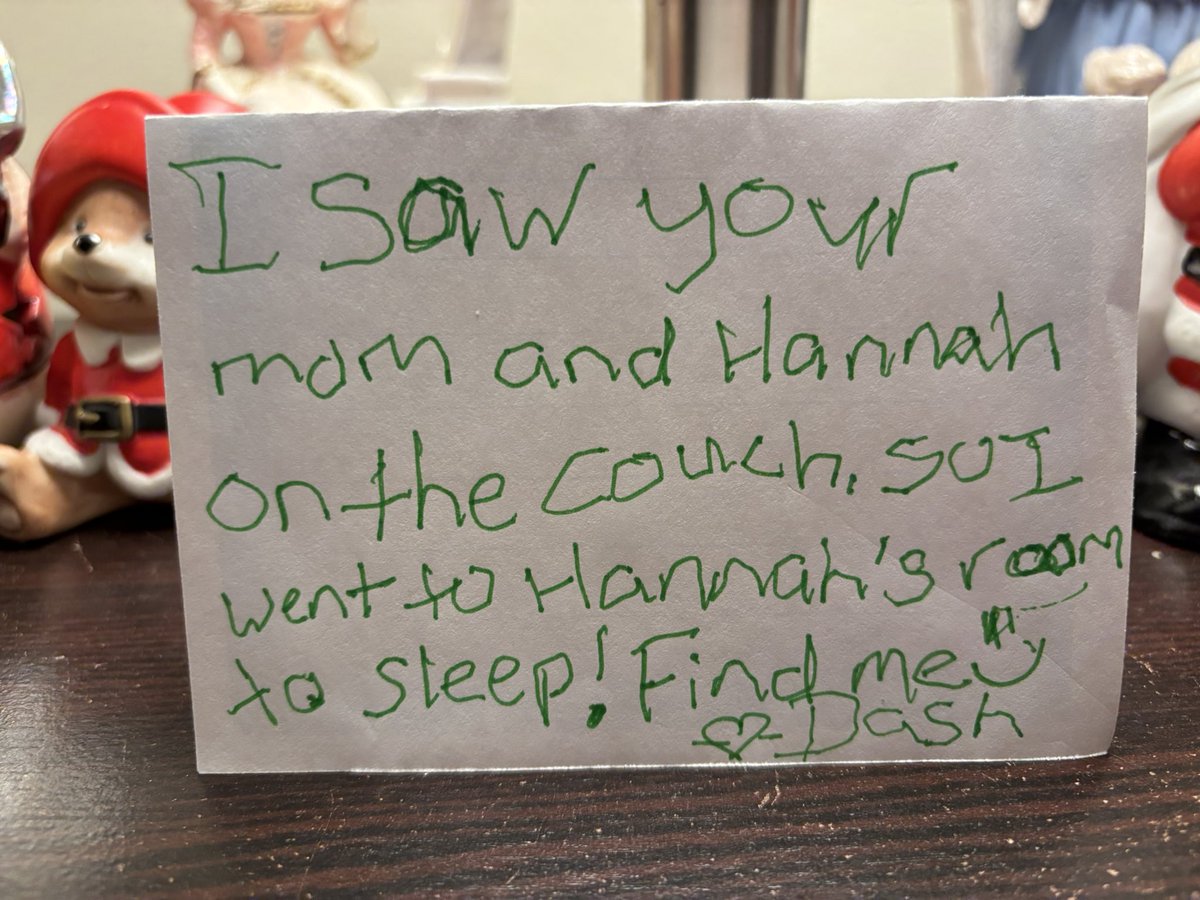 I saw your
mom and Hannah
on the couch, so I
went to Hannah's room
to sleep! Find me
♡ Dash